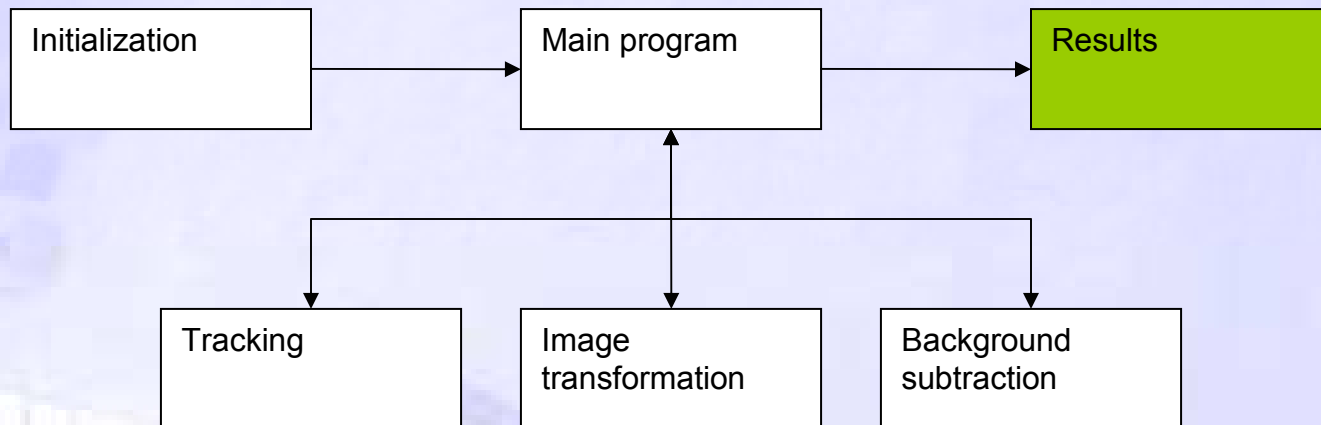 Initialization
Main program
Results
Tracking
Image
transformation
Background
subtraction